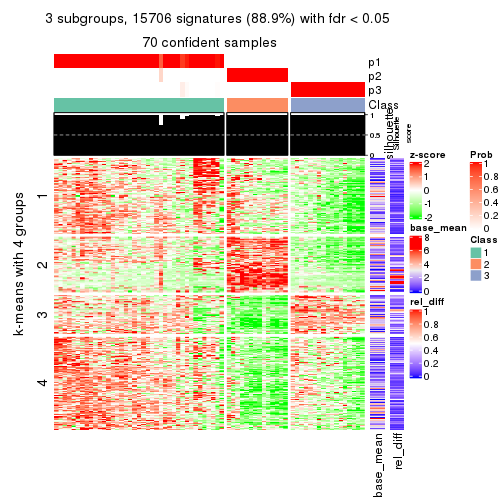 3 subgroups, 15706 signatures (88.9%) with fdr < 0.05
70 confident samples
p1
p2
p3
Class
silhouette
Silhouette
score
1
0.5
0
k-means with 4 groups
1
2
3
4
base_mean
rel_diff
z-score
2
1
0
-1
-2
base_mean
8
6
4
2
0
rel_diff
1
0.8
0.6
0.4
0.2
0
Prob
1
0.8
0.6
0.4
0.2
0
Class
1
2
3